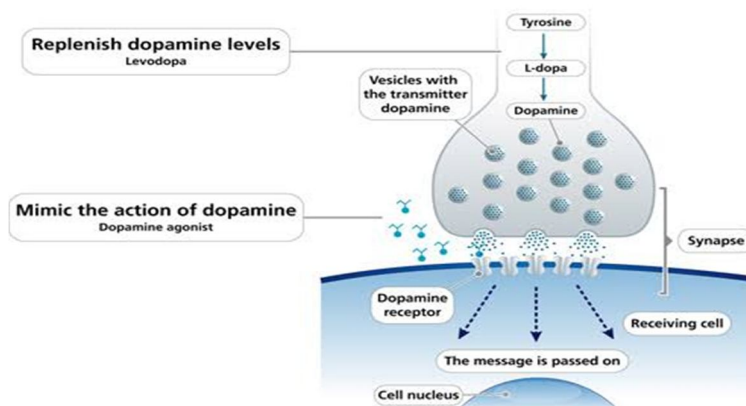 Tyrosine
Replenish dopamine levels
Levodopa
L-dopa
Vesicles with
the transmitter
dopamine
Dopamine
Mimic the action of dopamine
Dopamine agonist
Synapse
Dopamine
receptor
Receiving cell
The message is passed on
Cell nucleus